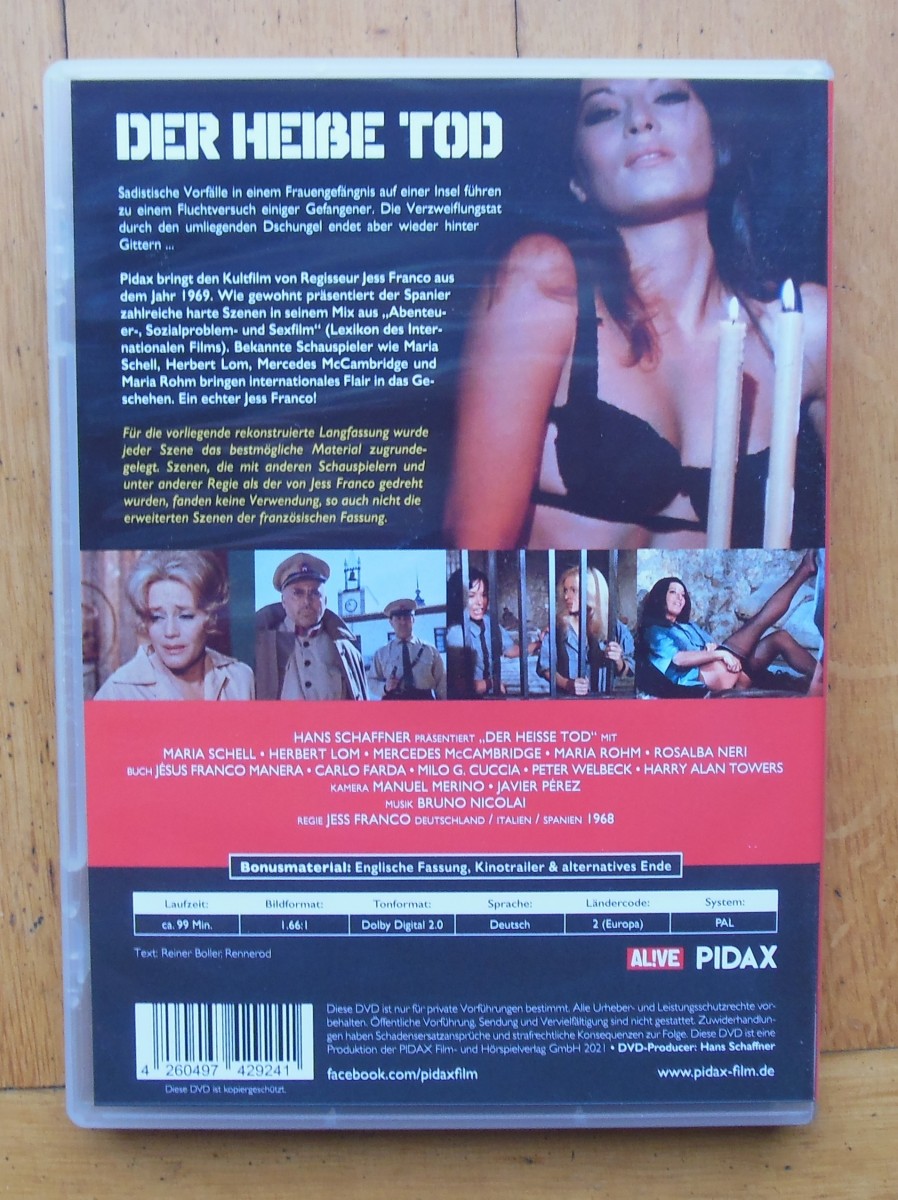 DER HEIßE TOD
Sadistische Vorfälle in einem Frauengefängnis auf einer Insel führen
zu einem Fluchtversuch einiger Gefangener. Die Verzweiflungstat
durch den umliegenden Dschungel endet aber wieder hinter
Gittern ...
Pidax bringt den Kultfilm von Regisseur Jess Franco aus
dem Jahr 1969. Wie gewohnt präsentiert der Spanier
zahlreiche harte Szenen in seinem Mix aus „Abenteu-
er-, Sozialproblem- und Sexfilm“ (Lexikon des Inter-
nationalen Films). Bekannte Schauspieler wie Maria
Schell, Herbert Lom, Mercedes McCambridge und
Maria Rohm bringen internationales Flair in das Ge-
schehen. Ein echter Jess Franco!
Für die vorliegende rekonstruierte Langfassung wurde
jeder Szene das bestmögliche Material zugrunde-
gelegt. Szenen, die mit anderen Schauspielern und
unter anderer Regie als der von Jess Franco gedreht
wurden, fanden keine Verwendung, so auch nicht die
erweiterten Szenen der französischen Fassung.
HANS SCHAFFNER PRÄSENTIERT „DER HEISSE TOD“ MIT
MARIA SCHELL • HERBERT LOM • MERCEDES McCAMBRIDGE • MARIA ROHM • ROSALBA NERI
BUCH JÉSUS FRANCO MANERA • CARLO FARDA • MILO G. CUCCIA • PETER WELBECK • HARRY ALAN TOWERS
KAMERA MANUEL MERINO • JAVIER PÉREZ
MUSIK BRUNO NICOLAI
REGIE JESS FRANCO DEUTSCHLAND / ITALIEN / SPANIEN 1968
Bonusmaterial: Englische Fassung, Kinotrailer & alternatives Ende
Laufzeit: Bildformat: Tonformat: Sprache: Ländercode: System:
ca. 99 Min. 1.66:1 Dolby Digital 2.0 Deutsch 2 (Europa) PAL
Text: Reiner Boller, Rennerod
AL!VE PIDAX
Diese DVD ist nur für private Vorführungen bestimmt. Alle Urheber- und Leistungsschutzrechte vor-
behalten. Öffentliche Vorführung, Sendung und Vervielfältigung sind nicht gestattet. Zuwiderhandlun-
gen haben Schadensersatzansprüche und strafrechtliche Konsequenzen zur Folge. Diese DVD ist eine
Produktion der PIDAX Film- und Hörspielverlag GmbH 2021 • DVD-Producer: Hans Schaffner
4 260497 429241
Diese DVD ist kopiergeschützt.
facebook.com/pidaxfilm
www.pidax-film.de